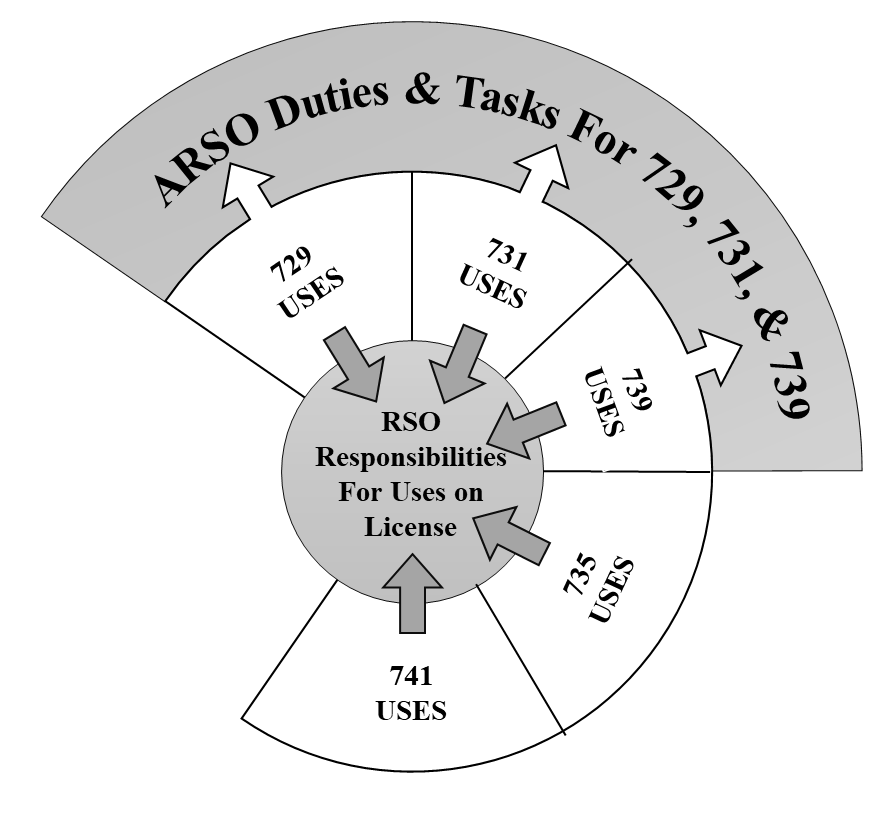 ARSO Duties & Tasks For 729, 731, & 739
729
USES
731
USES
739
USES
RSO
Responsibilities
For Uses on
License
735
USES
741
USES